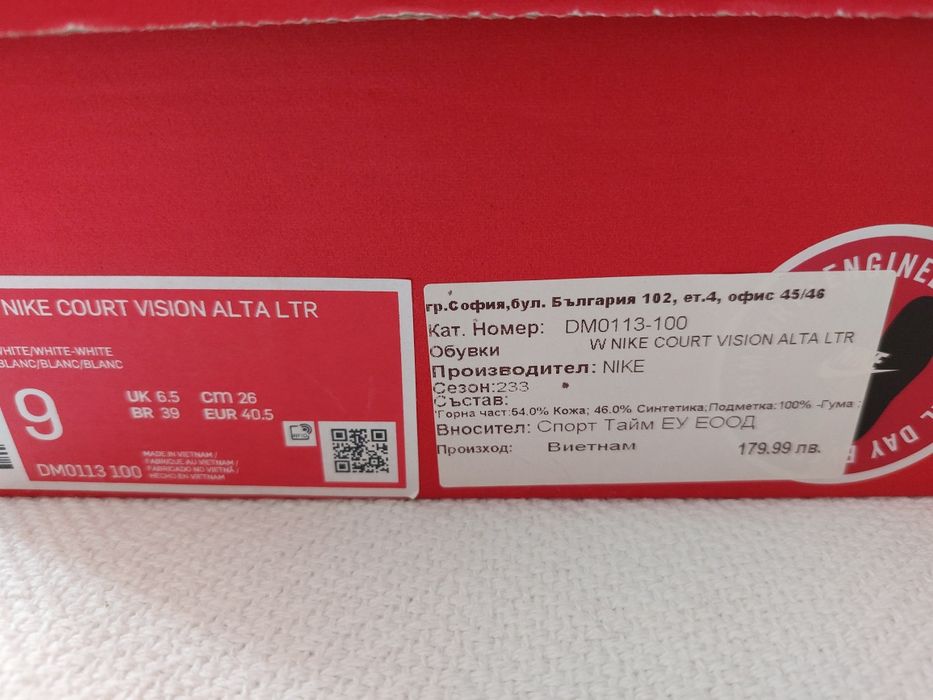 NIKE COURT VISION ALTA LTR
WHITE/WHITE-WHITE
BLANC/BLANC/BLANC
9
UK 6.5 cm 26
BR 39 EUR 40.5
RFID
DM0113 100
MADE IN VIETNAM /
FABRIQUÉ AU VIETNAM /
FABRICADO NO VIETNÃ /
HECHO EN VIETNAM
гр.София,бул. България 102, ет.4, офис 45/46
Кат. Номер: DM0113-100
Обувки W NIKE COURT VISION ALTA LTR
Производител: NIKE
Сезон:233
Състав:
Горна част:54.0% Кожа; 46.0% Синтетика;Подметка:100% -Гума ;
Вносител: Спорт Тайм ЕУ ЕООД
Произход: Виетнам 179.99 лв.
DAY